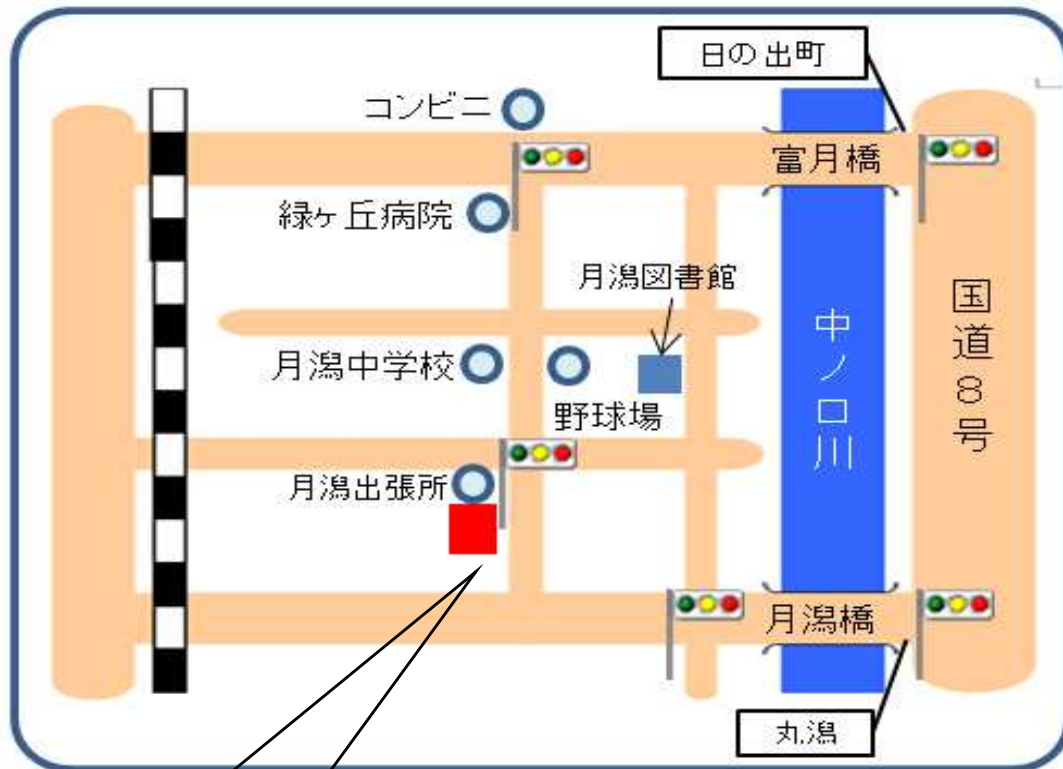 日の出町
コンビニ
富月橋
緑ヶ丘病院
月潟図書館
中ノ口川
国道8号
月潟中学校
野球場
月潟出張所
月潟橋
丸潟